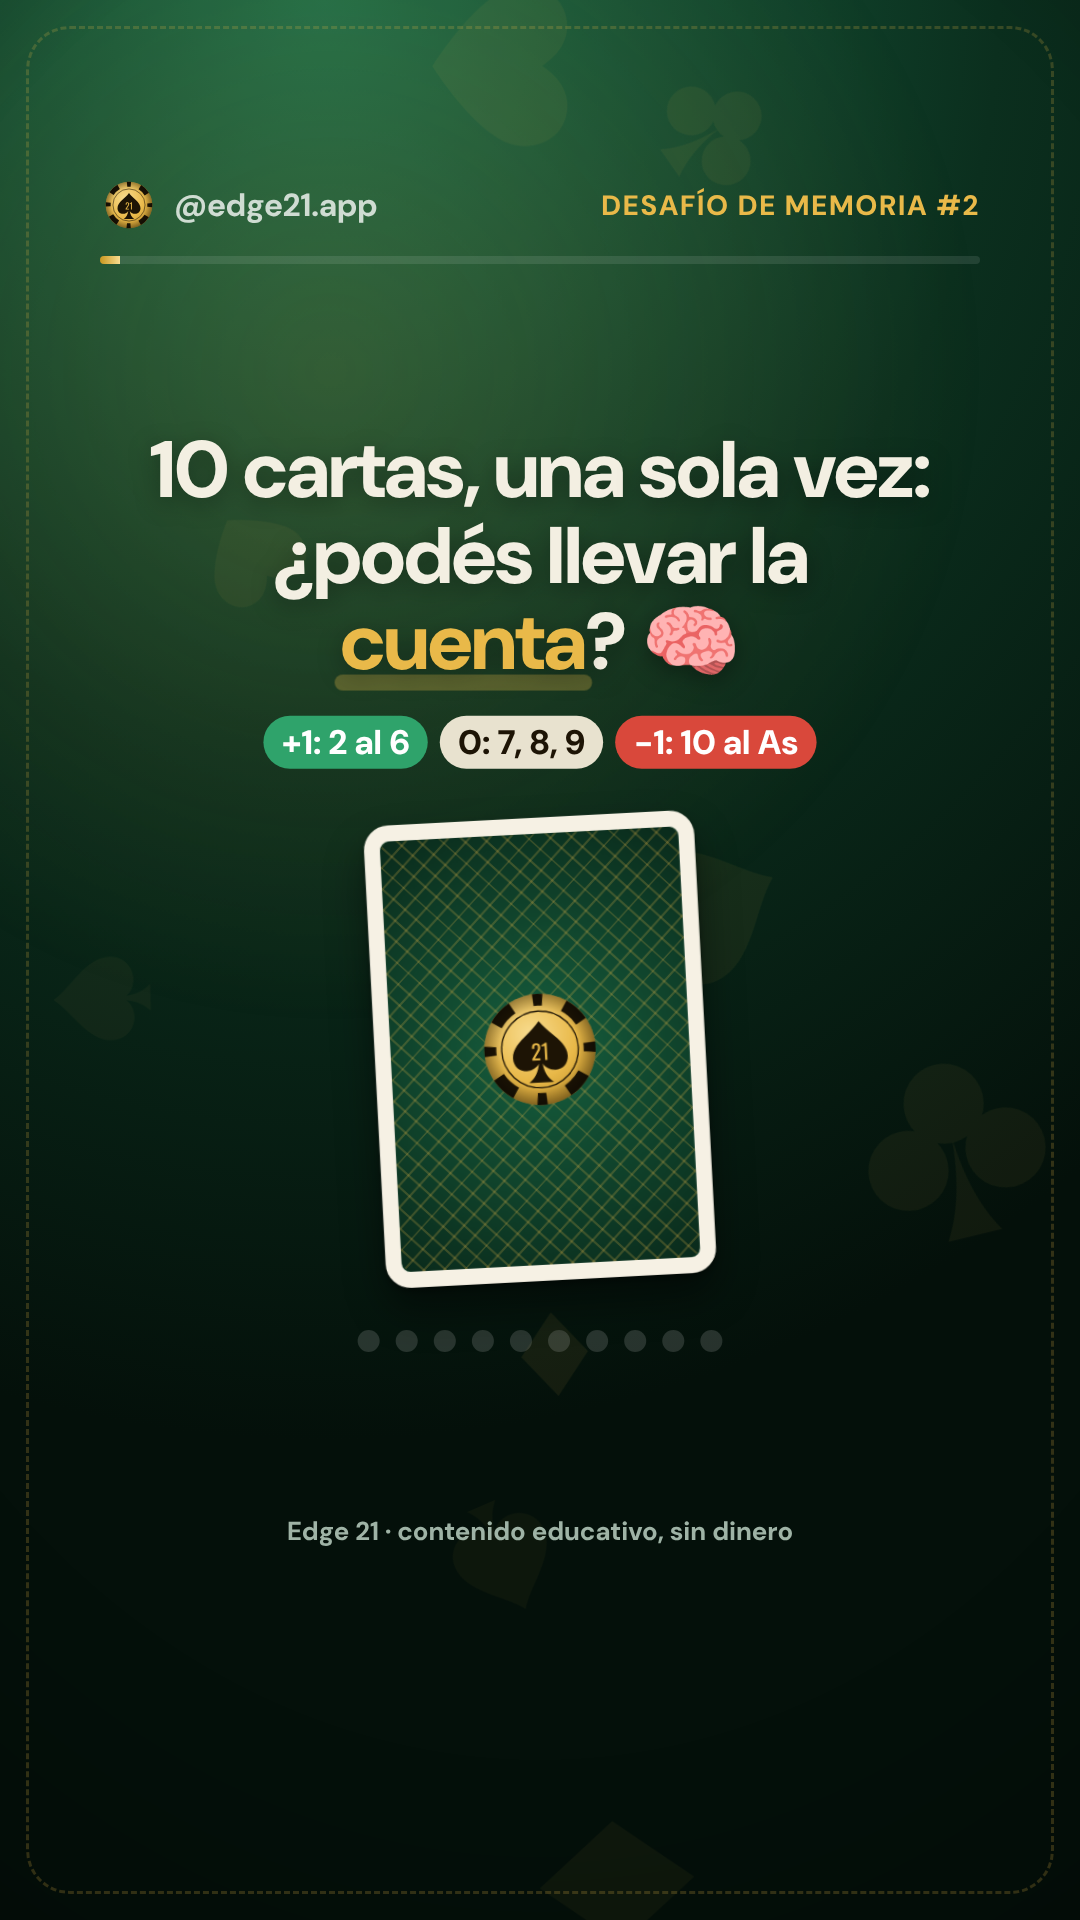 @edge21.app
DESAFÍO DE MEMORIA #2
10 cartas, una sola vez:
¿podés llevar la
cuenta? 🧠
+1: 2 al 6
0: 7, 8, 9
−1: 10 al As
21
Edge 21 · contenido educativo, sin dinero